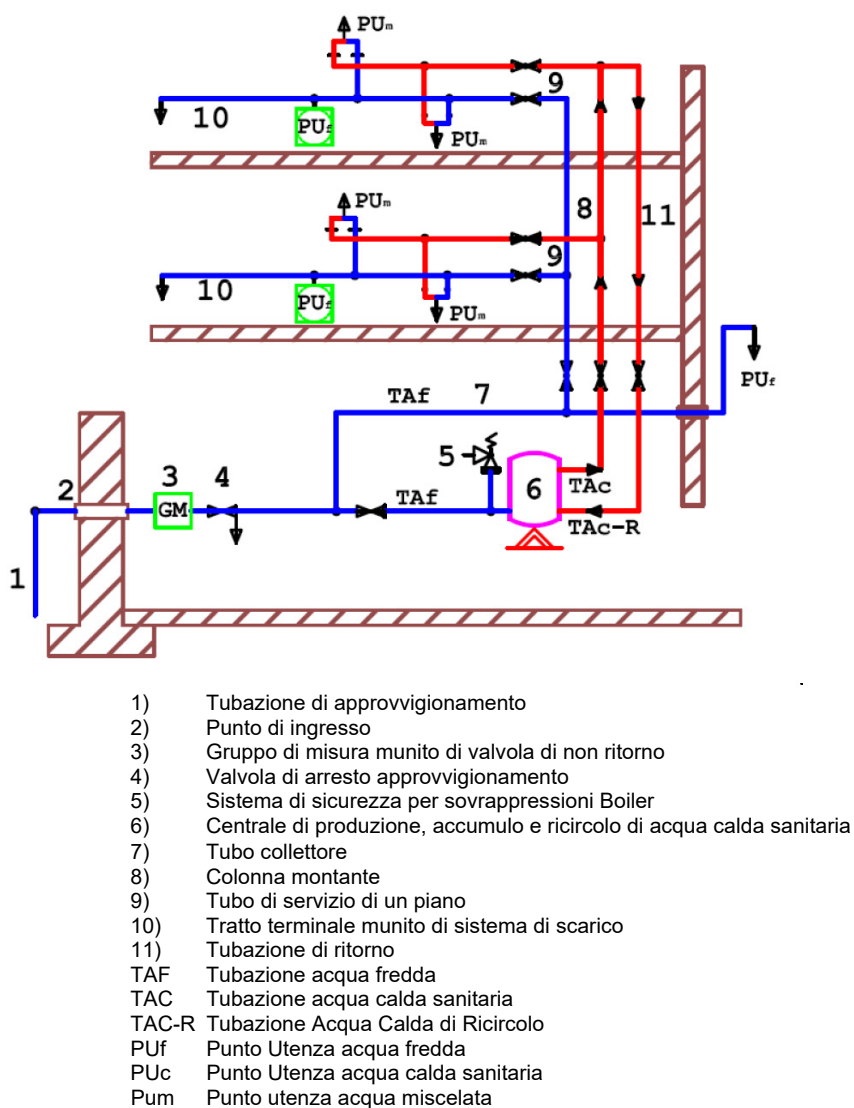 PUm
9
10
PUf
PUm
PUm
8
11
9
10
PUf
PUm
TAf 7
PUf
5
2
3
4
TAf
6
TAc
GM
TAc-R
1
1) Tubazione di approvvigionamento
2) Punto di ingresso
3) Gruppo di misura munito di valvola di non ritorno
4) Valvola di arresto approvvigionamento
5) Sistema di sicurezza per sovrappressioni Boiler
6) Centrale di produzione, accumulo e ricircolo di acqua calda sanitaria
7) Tubo collettore
8) Colonna montante
9) Tubo di servizio di un piano
10) Tratto terminale munito di sistema di scarico
11) Tubazione di ritorno
TAF Tubazione acqua fredda
TAC Tubazione acqua calda sanitaria
TAC-R Tubazione Acqua Calda di Ricircolo
PUf Punto Utenza acqua fredda
PUc Punto Utenza acqua calda sanitaria
Pum Punto utenza acqua miscelata